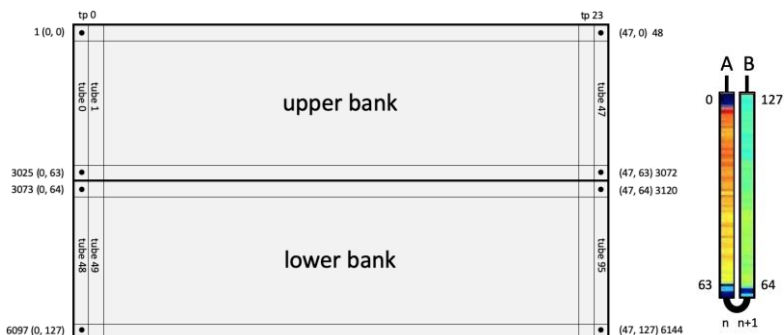 tp 0
tp 23
1 (0, 0)
(47, 0) 48
tube 0
tube 1
upper bank
tube 47
3025 (0, 63)
(47, 63) 3072
3073 (0, 64)
(47, 64) 3120
tube 48
tube 49
lower bank
tube 95
6097 (0, 127)
(47, 127) 6144
A B
0
127
63
64
n n+1